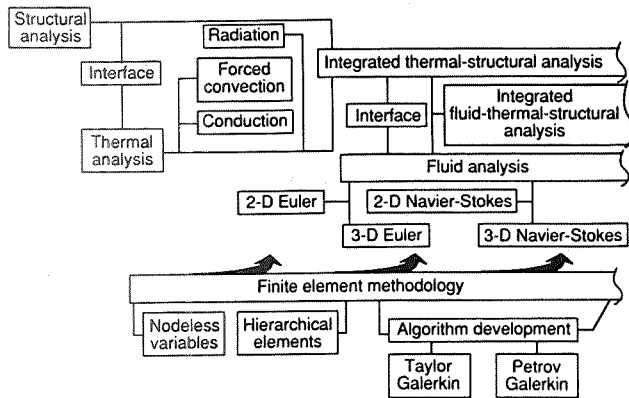 Structural
analysis
Radiation
Integrated thermal-structural analysis
Interface
Forced
convection
Integrated
fluid-thermal-structural
analysis
Conduction
Interface
Thermal
analysis
Fluid analysis
2-D Euler
2-D Navier-Stokes
3-D Euler
3-D Navier-Stokes
Finite element methodology
Nodeless
variables
Hierarchical
elements
Algorithm development
Taylor
Galerkin
Petrov
Galerkin